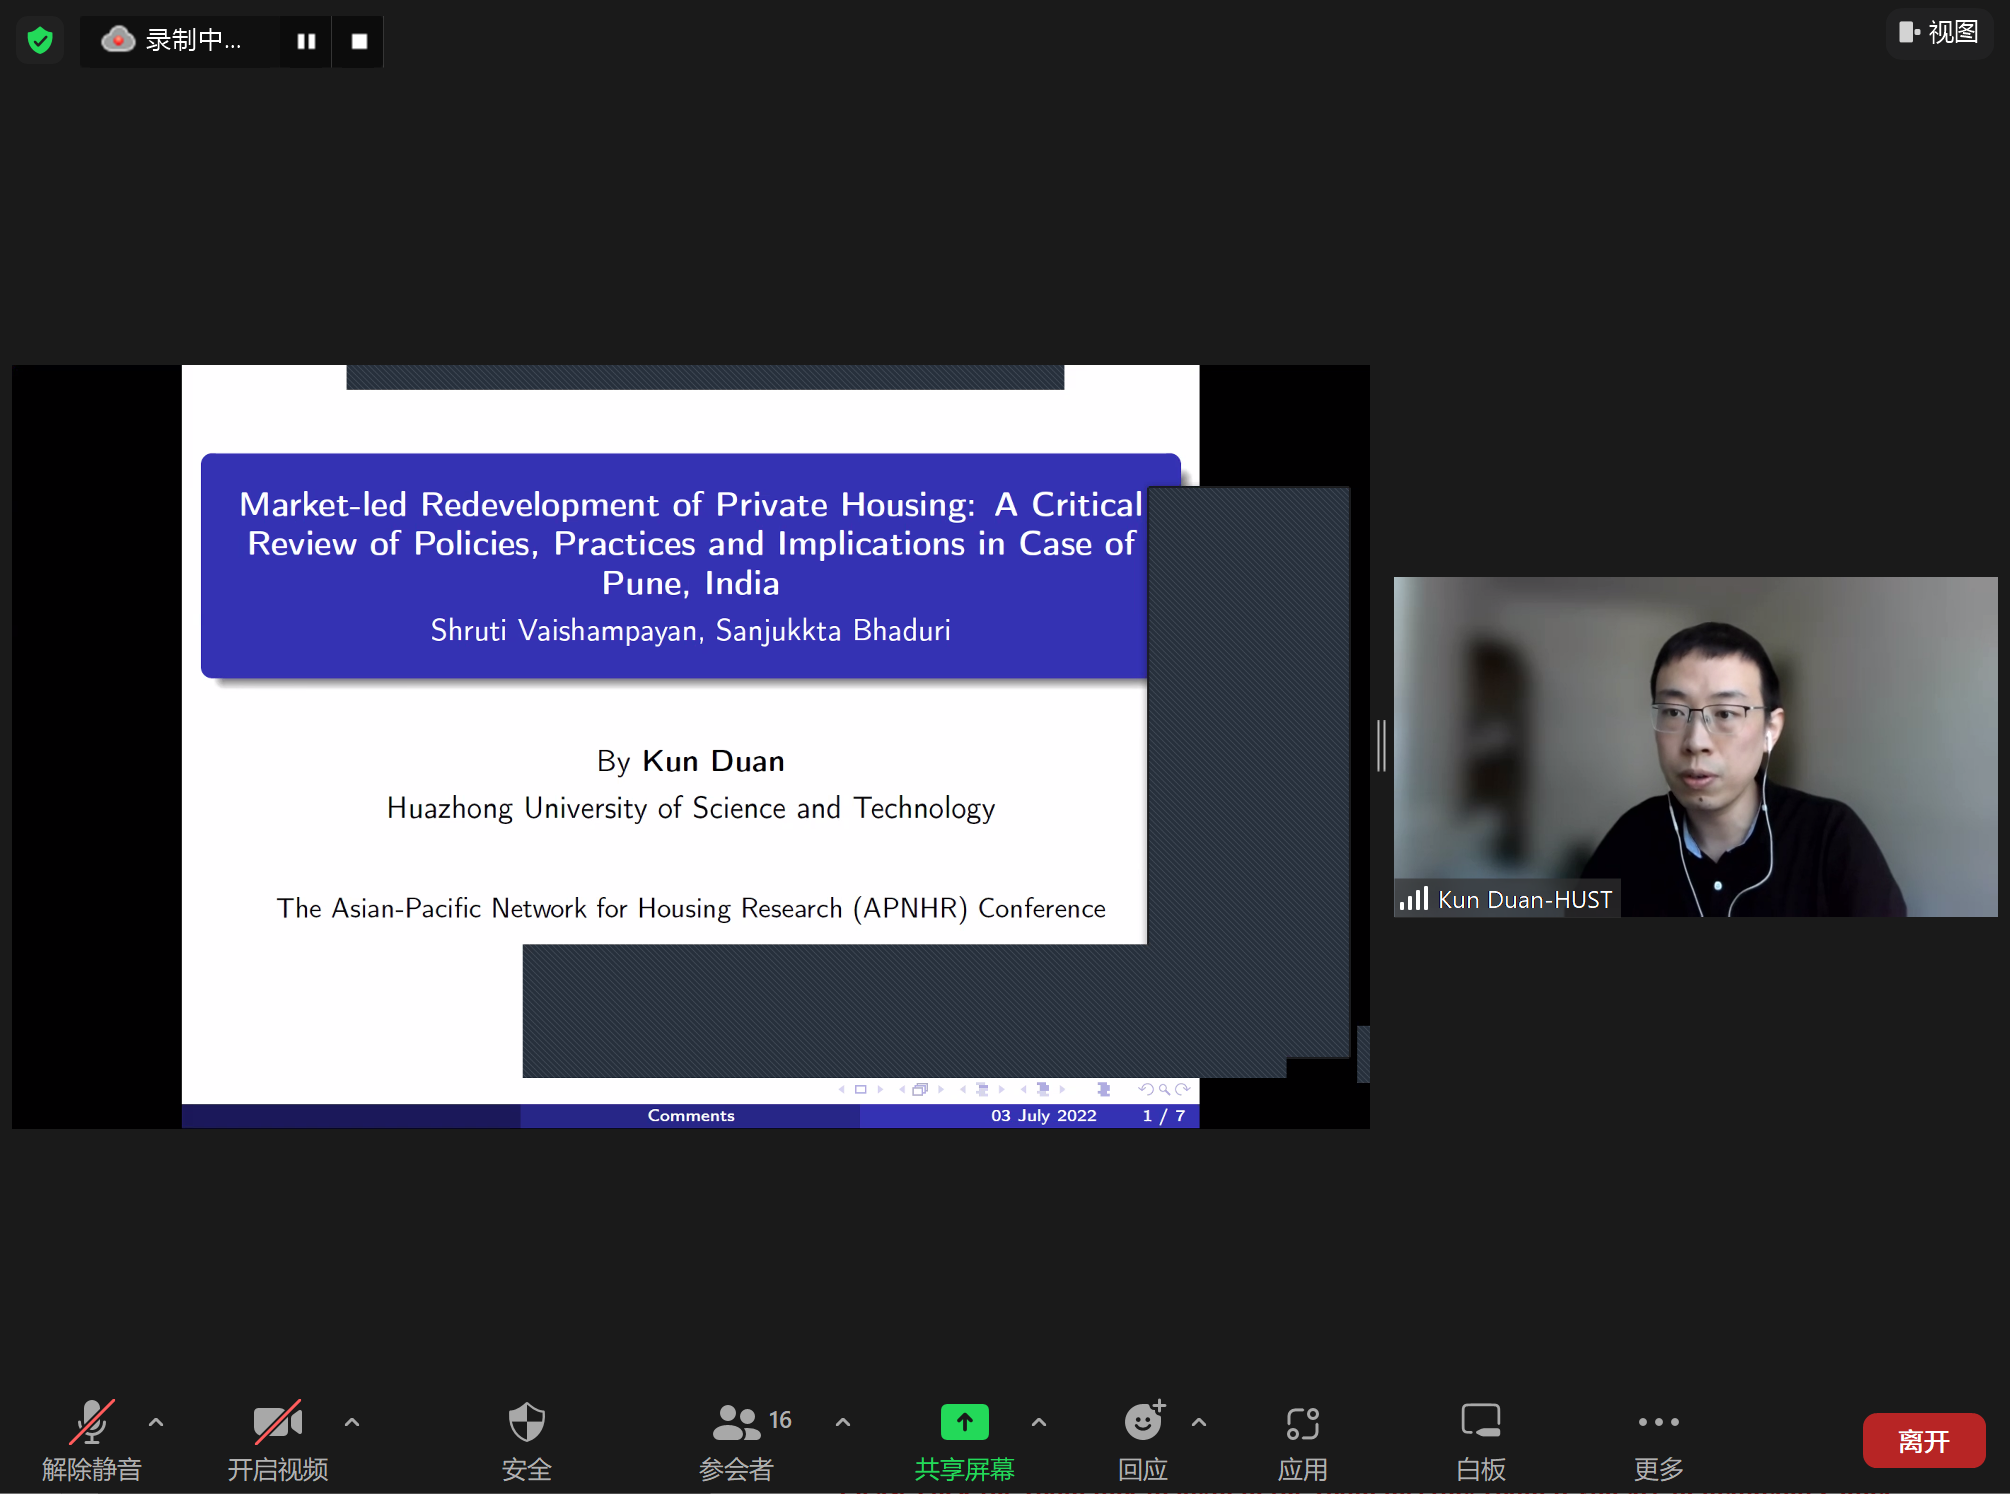 录制中...
视图
Market-led Redevelopment of Private Housing: A Critical
Review of Policies, Practices and Implications in Case of
Pune, India
Shruti Vaishampayan, Sanjukkta Bhaduri
By Kun Duan
Huazhong University of Science and Technology
The Asian-Pacific Network for Housing Research (APNHR) Conference
Comments
03 July 2022
1 / 7
Kun Duan-HUST
解除静音
开启视频
安全
16
参会者
共享屏幕
回应
应用
白板
更多
离开